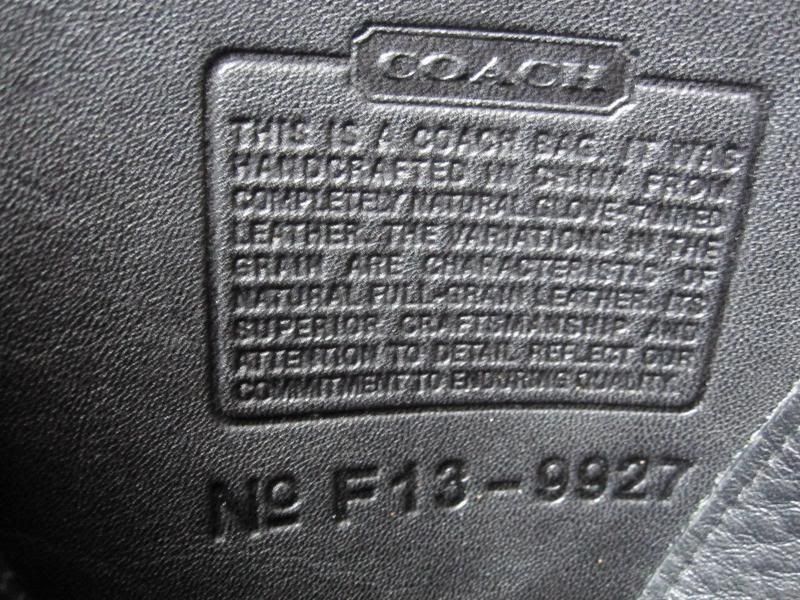 COACH
THIS IS A COACH BAG. IT WAS
HANDCRAFTED IN CHINA FROM
COMPLETELY NATURAL GLOVE-TANNED
LEATHER. THE VARIATIONS IN THE
GRAIN ARE CHARACTERISTIC OF
NATURAL FULL-GRAIN LEATHER. ITS
SUPERIOR CRAFTSMANSHIP AND
ATTENTION TO DETAIL REFLECT OUR
COMMITMENT TO ENDURING QUALITY.
Nº F13-9927